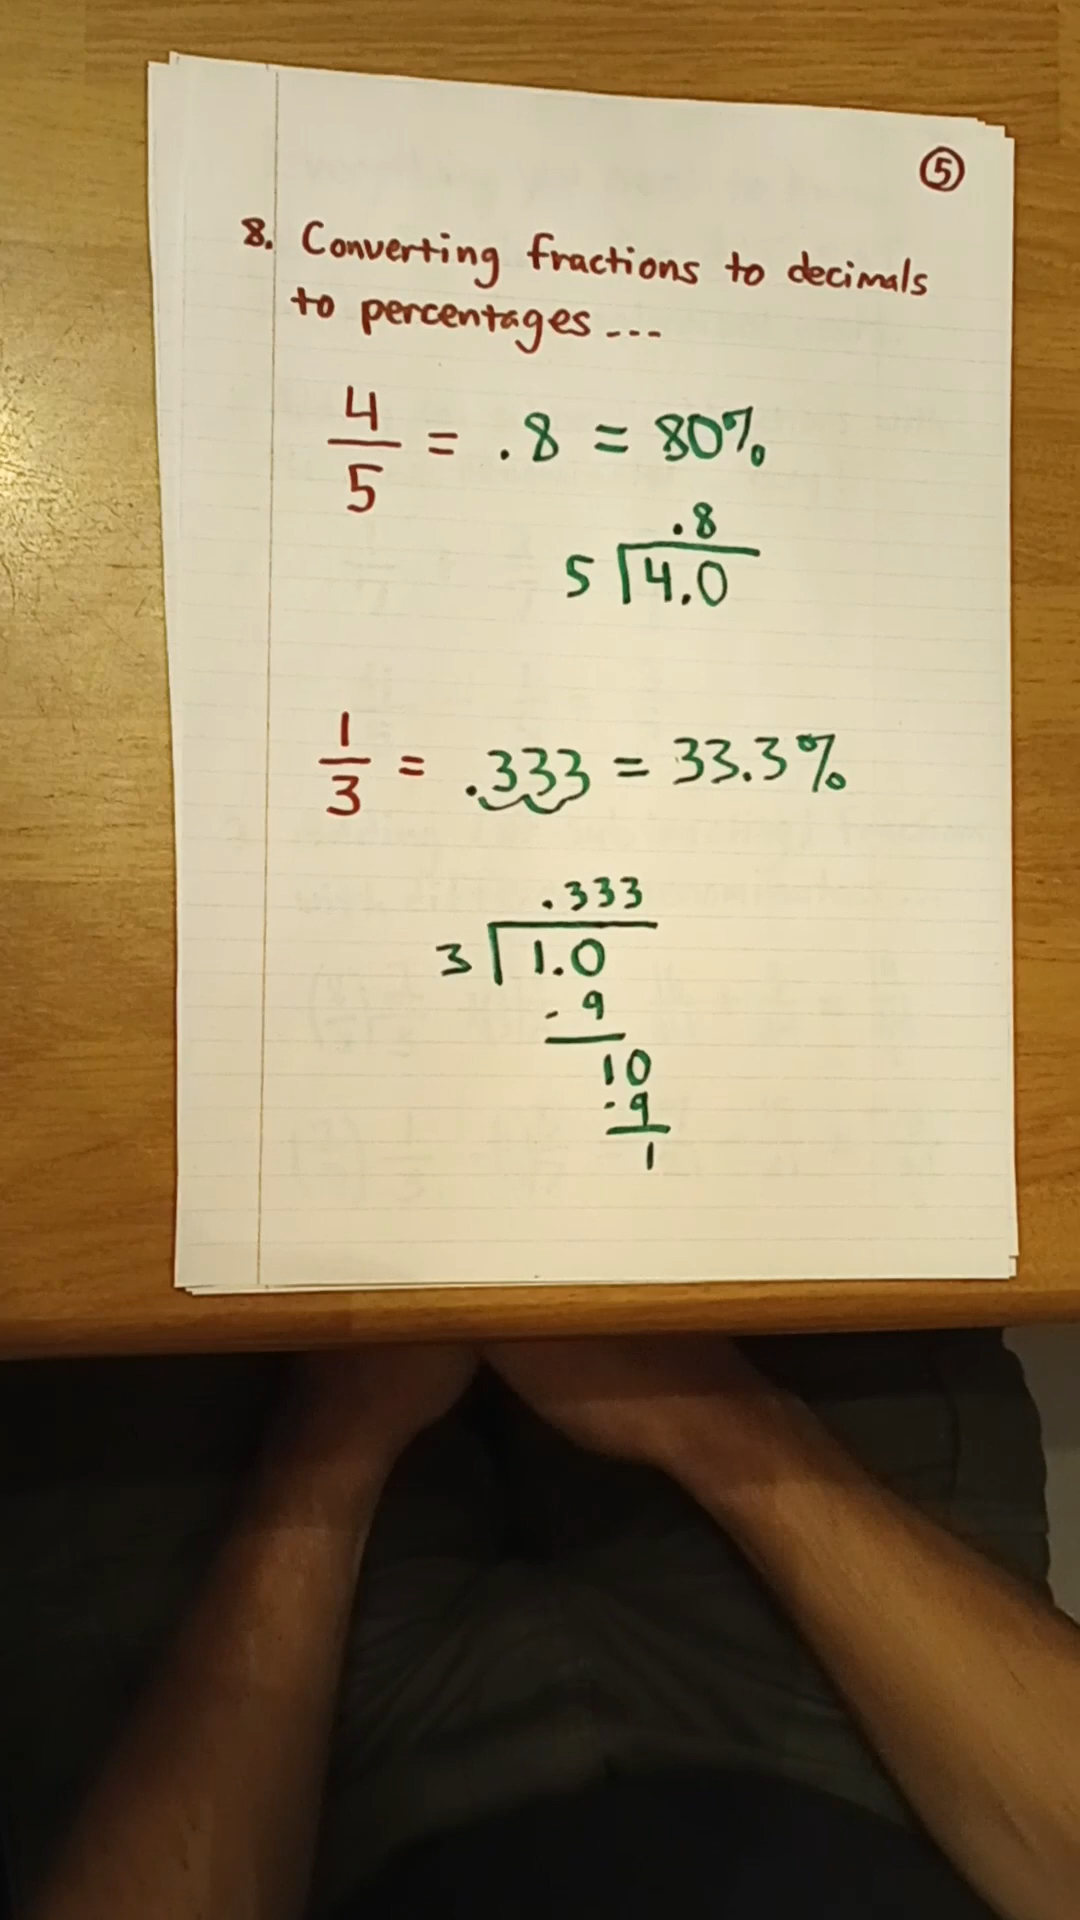 5
8. Converting fractions to decimals
to percentages ...
4/5 = .8 = 80%
.8
5 4.0
1/3 = .333 = 33.3%
.333
3 1.0
- 9
10
- 9
1